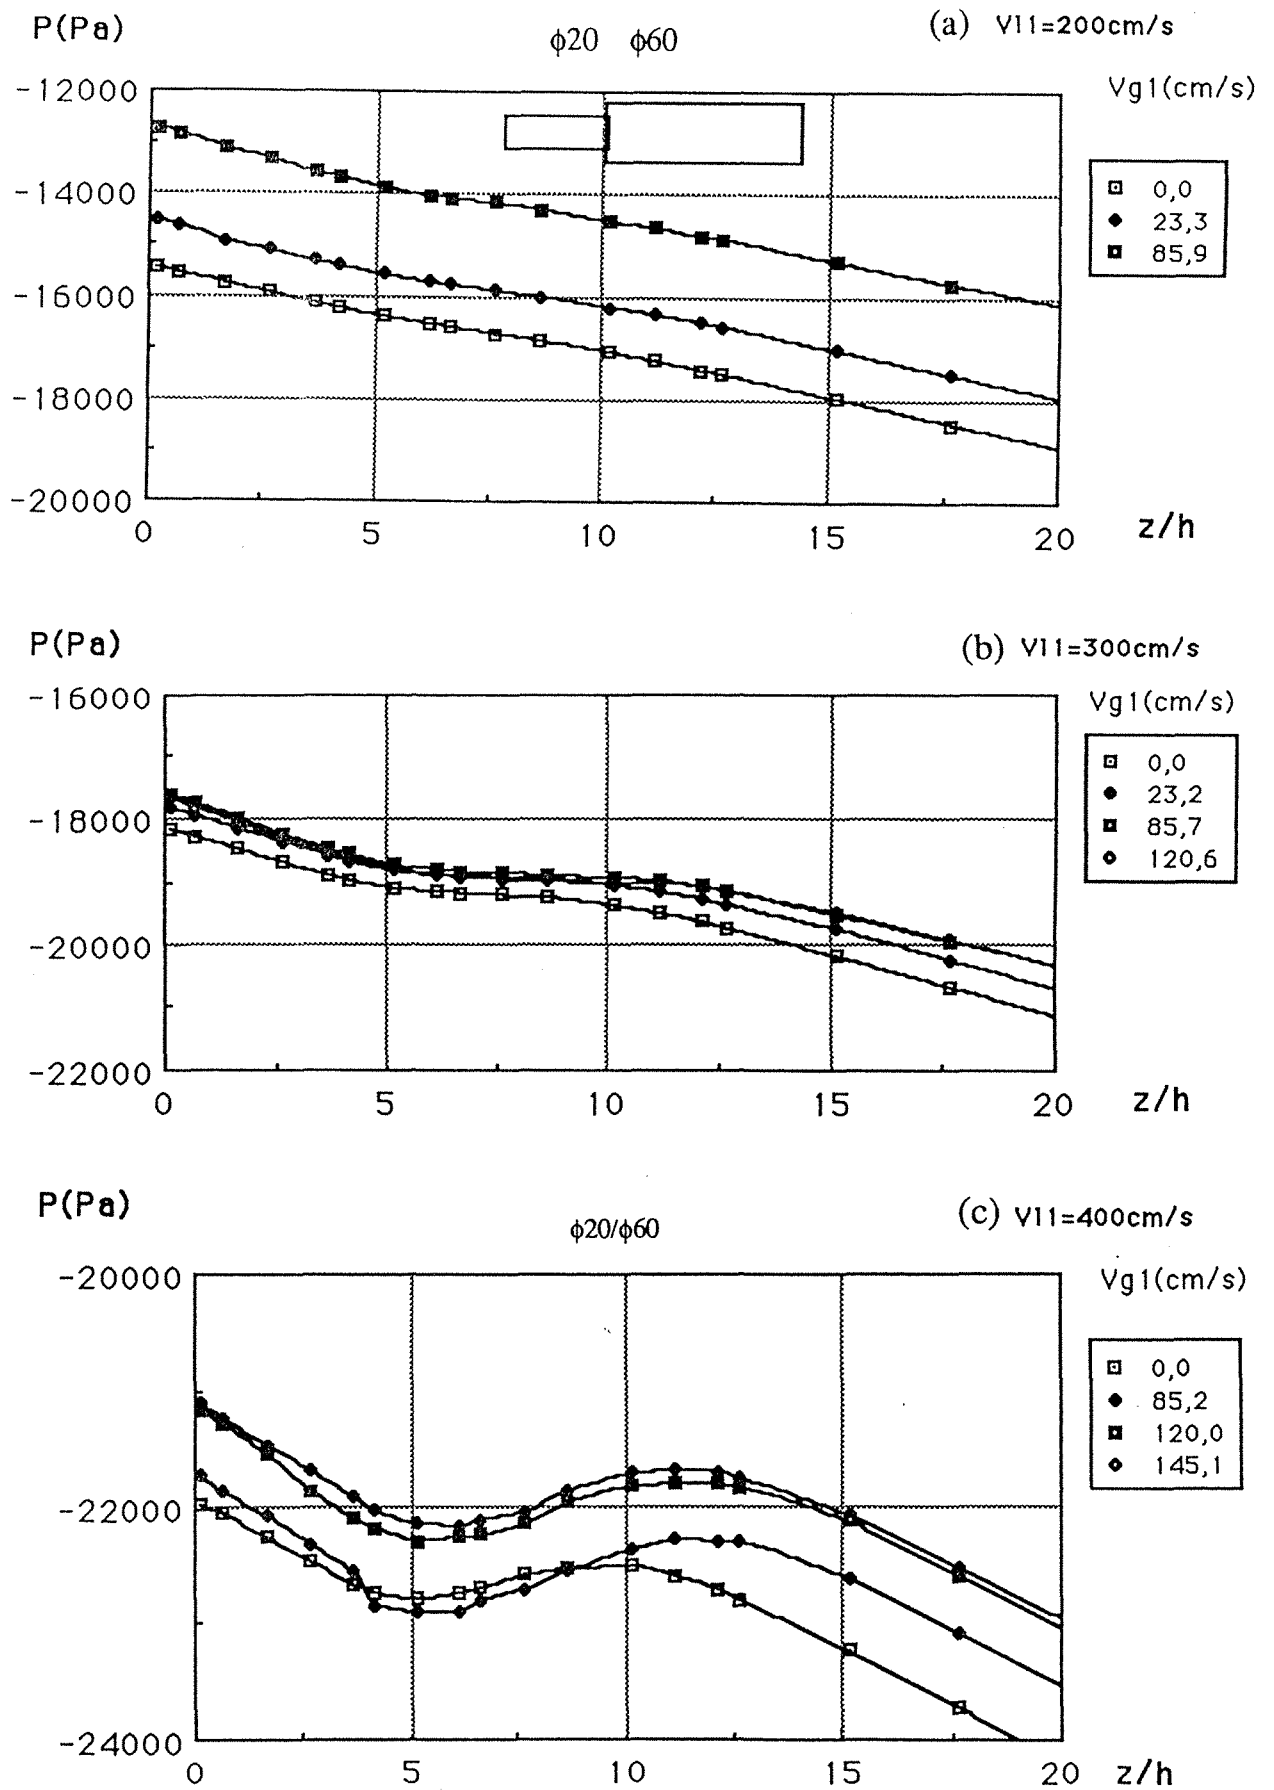 P(Pa)
ϕ20 ϕ60
(a) Vl1=200cm/s
Vg1(cm/s)
-12000
-14000
-16000
-18000
-20000
0,0
23,3
85,9
0 5 10 15 20 z/h
P(Pa)
(b) Vl1=300cm/s
Vg1(cm/s)
-16000
-18000
-20000
-22000
0,0
23,2
85,7
120,6
0 5 10 15 20 z/h
P(Pa)
ϕ20/ϕ60
(c) Vl1=400cm/s
Vg1(cm/s)
-20000
-22000
-24000
0,0
85,2
120,0
145,1
0 5 10 15 20 z/h